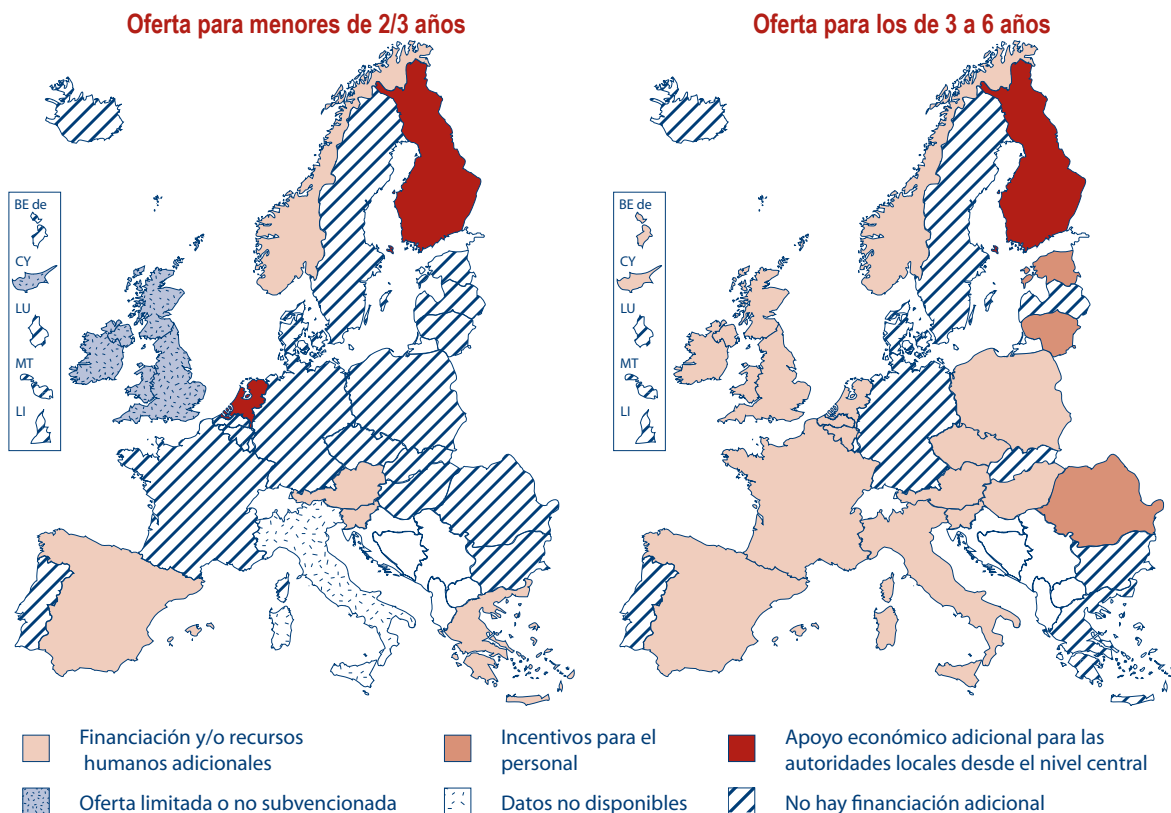 Oferta para menores de 2/3 años
Oferta para los de 3 a 6 años
BE de
CY
LU
MT
LI
BE de
CY
LU
MT
LI
Financiación y/o recursos
humanos adicionales
Incentivos para el
personal
Apoyo económico adicional para las
autoridades locales desde el nivel central
Oferta limitada o no subvencionada
Datos no disponibles
No hay financiación adicional